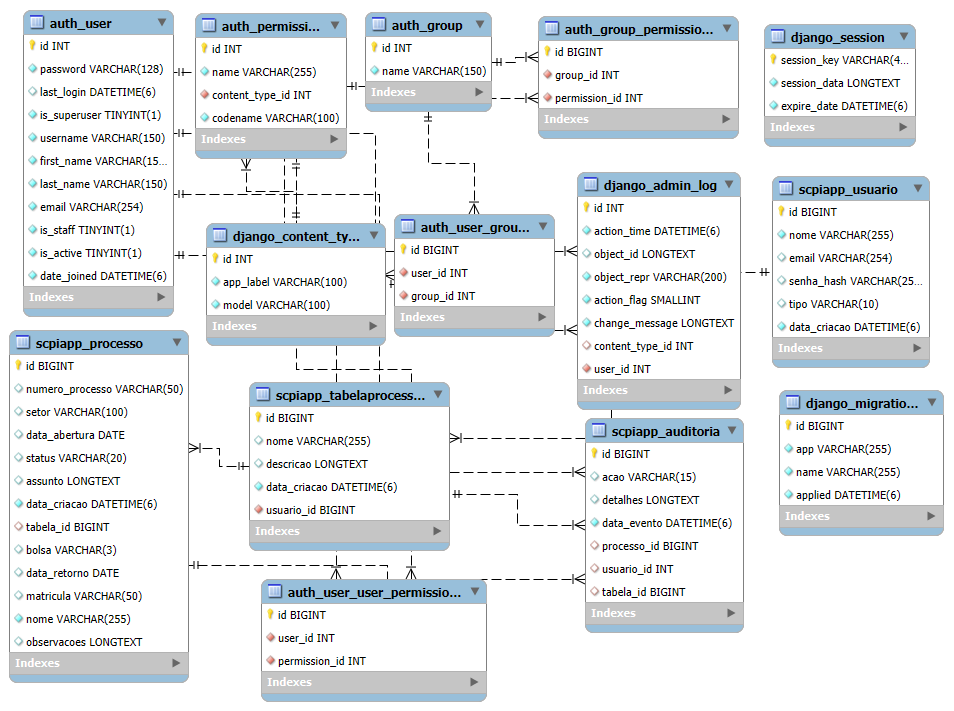 auth_user
id INT
password VARCHAR(128)
last_login DATETIME(6)
is_superuser TINYINT(1)
username VARCHAR(150)
first_name VARCHAR(15...
last_name VARCHAR(150)
email VARCHAR(254)
is_staff TINYINT(1)
is_active TINYINT(1)
date_joined DATETIME(6)
Indexes
auth_permissi...
id INT
name VARCHAR(255)
content_type_id INT
codename VARCHAR(100)
Indexes
auth_group
id INT
name VARCHAR(150)
Indexes
auth_group_permissio...
id BIGINT
group_id INT
permission_id INT
Indexes
django_session
session_key VARCHAR(4...
session_data LONGTEXT
expire_date DATETIME(6)
Indexes
django_content_ty...
id INT
app_label VARCHAR(100)
model VARCHAR(100)
Indexes
auth_user_grou...
id BIGINT
user_id INT
group_id INT
Indexes
django_admin_log
id INT
action_time DATETIME(6)
object_id LONGTEXT
object_repr VARCHAR(200)
action_flag SMALLINT
change_message LONGTEXT
content_type_id INT
user_id INT
Indexes
scpiapp_usuario
id BIGINT
nome VARCHAR(255)
email VARCHAR(254)
senha_hash VARCHAR(25...
tipo VARCHAR(10)
data_criacao DATETIME(6)
Indexes
scpiapp_processo
id BIGINT
numero_processo VARCHAR(50)
setor VARCHAR(100)
data_abertura DATE
status VARCHAR(20)
assunto LONGTEXT
data_criacao DATETIME(6)
tabela_id BIGINT
bolsa VARCHAR(3)
data_retorno DATE
matricula VARCHAR(50)
nome VARCHAR(255)
observacoes LONGTEXT
Indexes
scpiapp_tabelaprocess...
id BIGINT
nome VARCHAR(255)
descricao LONGTEXT
data_criacao DATETIME(6)
usuario_id BIGINT
Indexes
scpiapp_auditoria
id BIGINT
acao VARCHAR(15)
detalhes LONGTEXT
data_evento DATETIME(6)
processo_id BIGINT
usuario_id INT
tabela_id BIGINT
Indexes
django_migratio...
id BIGINT
app VARCHAR(255)
name VARCHAR(255)
applied DATETIME(6)
Indexes
auth_user_user_permissio...
id BIGINT
user_id INT
permission_id INT
Indexes